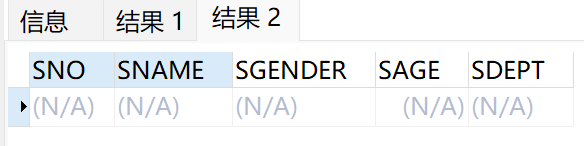 信息 结果 1 结果 2
SNO SNAME SGENDER SAGE SDEPT
(N/A) (N/A) (N/A) (N/A) (N/A)